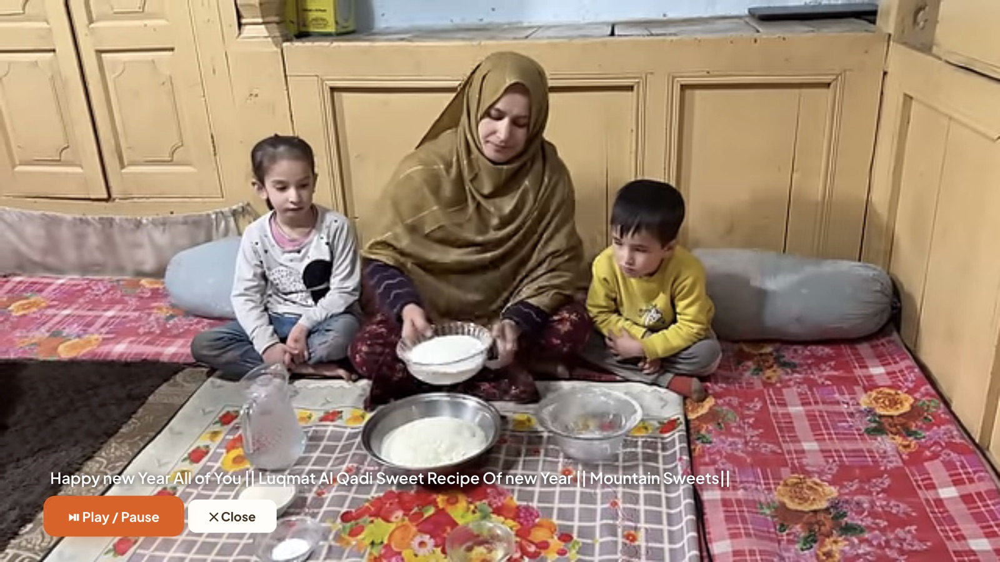 Happy new Year All of You || Luqmat Al Qadi Sweet Recipe Of new Year || Mountain Sweets||
⏯ Play / Pause
✕ Close